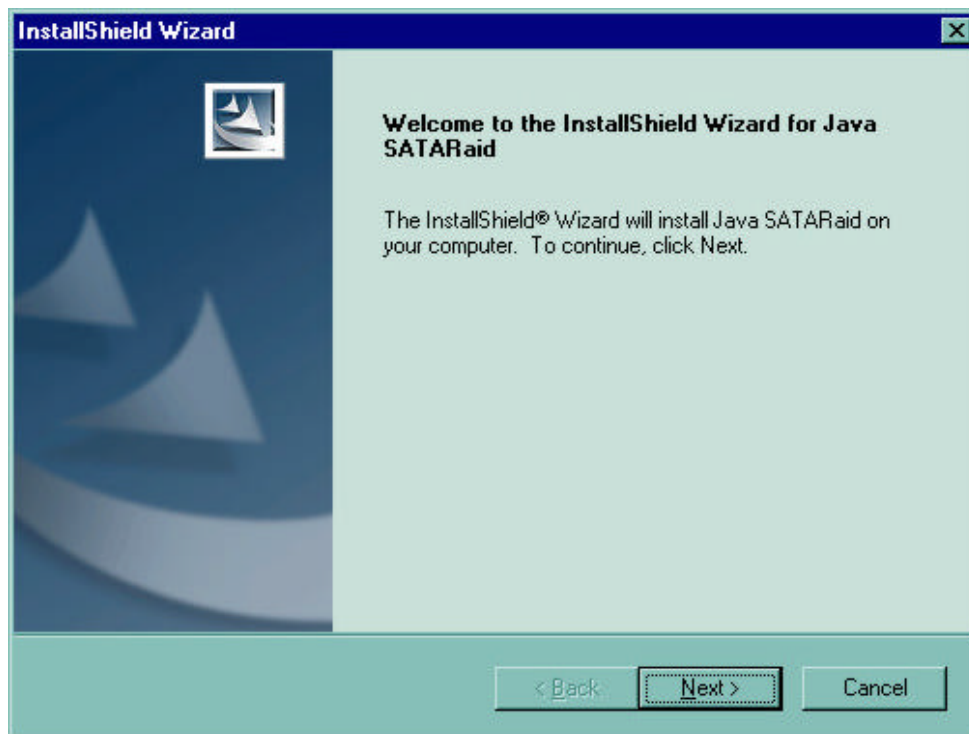 InstallShield Wizard
Welcome to the InstallShield Wizard for Java
SATARaid
The InstallShield® Wizard will install Java SATARaid on
your computer.  To continue, click Next.
< Back
Next >
Cancel